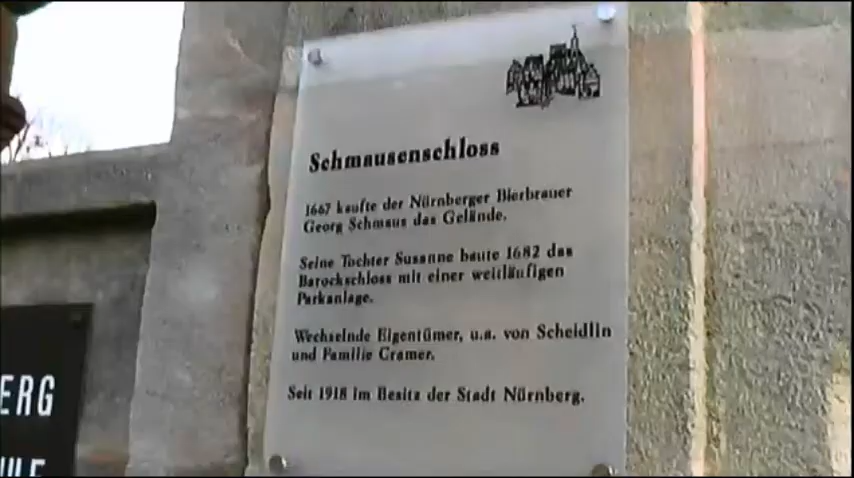 Schmausenschloss
1667 kaufte der Nürnberger Bierbrauer
Georg Schmaus das Gelände.
Seine Tochter Susanne baute 1682 das
Barockschloss mit einer weitläufigen
Parkanlage.
Wechselnde Eigentümer, u.a. von Scheidlin
und Familie Cramer.
Seit 1918 im Besitz der Stadt Nürnberg.
ERG
ULE